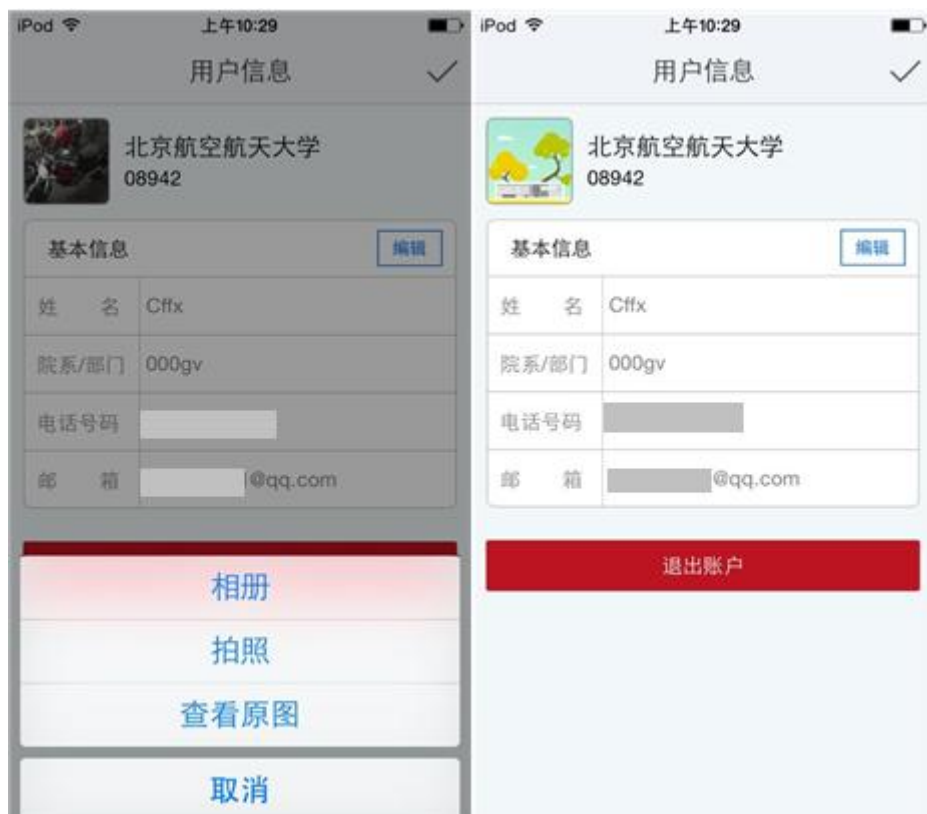 iPod 上午10:29
用户信息
北京航空航天大学
08942
基本信息 编辑
姓 名 Cffx
院系/部门 000gv
电话号码
邮 箱 @qq.com
相册
拍照
查看原图
取消
iPod 上午10:29
用户信息
北京航空航天大学
08942
基本信息 编辑
姓 名 Cffx
院系/部门 000gv
电话号码
邮 箱 @qq.com
退出账户